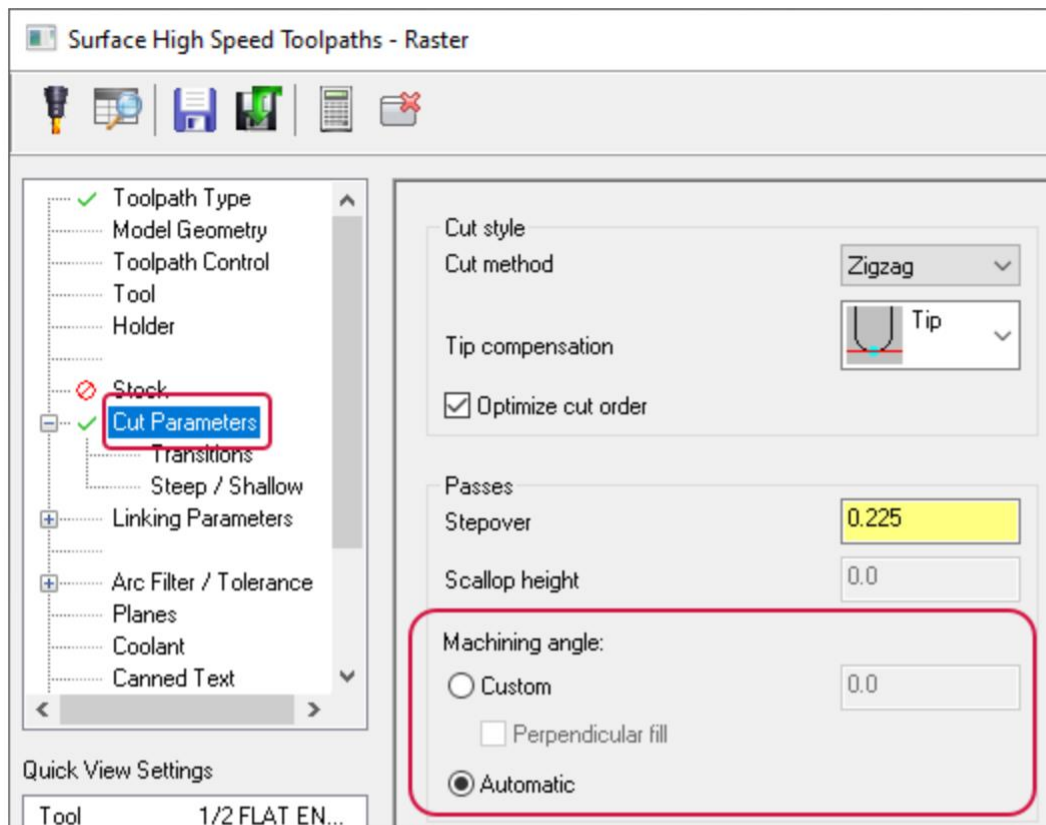 Surface High Speed Toolpaths - Raster
Toolpath Type
Model Geometry
Toolpath Control
Tool
Holder
Stock
Cut Parameters
Transitions
Steep / Shallow
Linking Parameters
Arc Filter / Tolerance
Planes
Coolant
Canned Text
Quick View Settings
Tool 1/2 FLAT EN...
Cut style
Cut method Zigzag
Tip compensation Tip
Optimize cut order
Passes
Stepover 0.225
Scallop height 0.0
Machining angle:
Custom 0.0
Perpendicular fill
Automatic